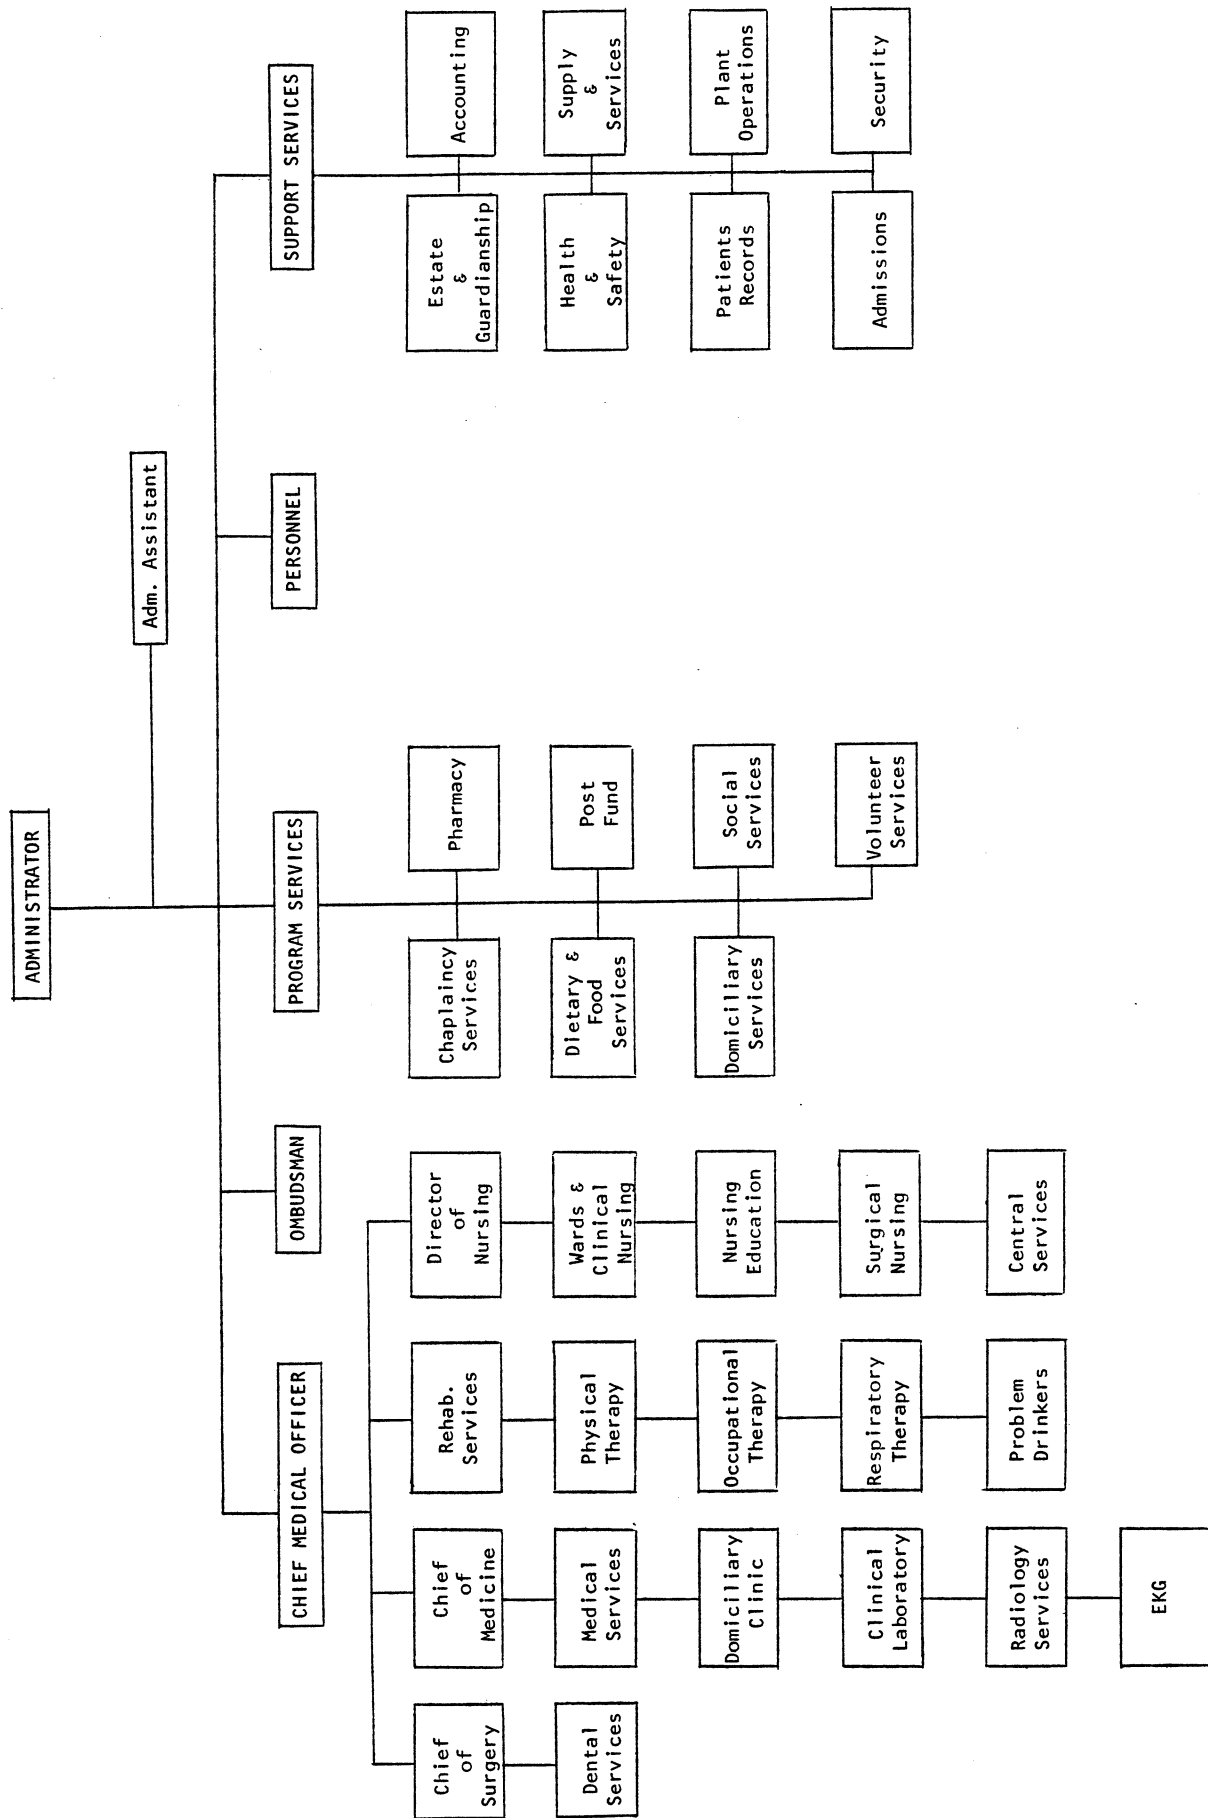 ADMINISTRATOR
Adm. Assistant
CHIEF MEDICAL OFFICER
OMBUDSMAN
PROGRAM SERVICES
PERSONNEL
SUPPORT SERVICES
Chief
of
Surgery
Dental
Services
Chief
of
Medicine
Medical
Services
Domiciliary
Clinic
Clinical
Laboratory
Radiology
Services
EKG
Rehab.
Services
Physical
Therapy
Occupational
Therapy
Respiratory
Therapy
Problem
Drinkers
Director
of
Nursing
Wards &
Clinical
Nursing
Nursing
Education
Surgical
Nursing
Central
Services
Chaplaincy
Services
Pharmacy
Dietary &
Food
Services
Post
Fund
Domiciliary
Services
Social
Services
Volunteer
Services
Estate
&
Guardianship
Accounting
Health
&
Safety
Supply
&
Services
Patients
Records
Plant
Operations
Admissions
Security